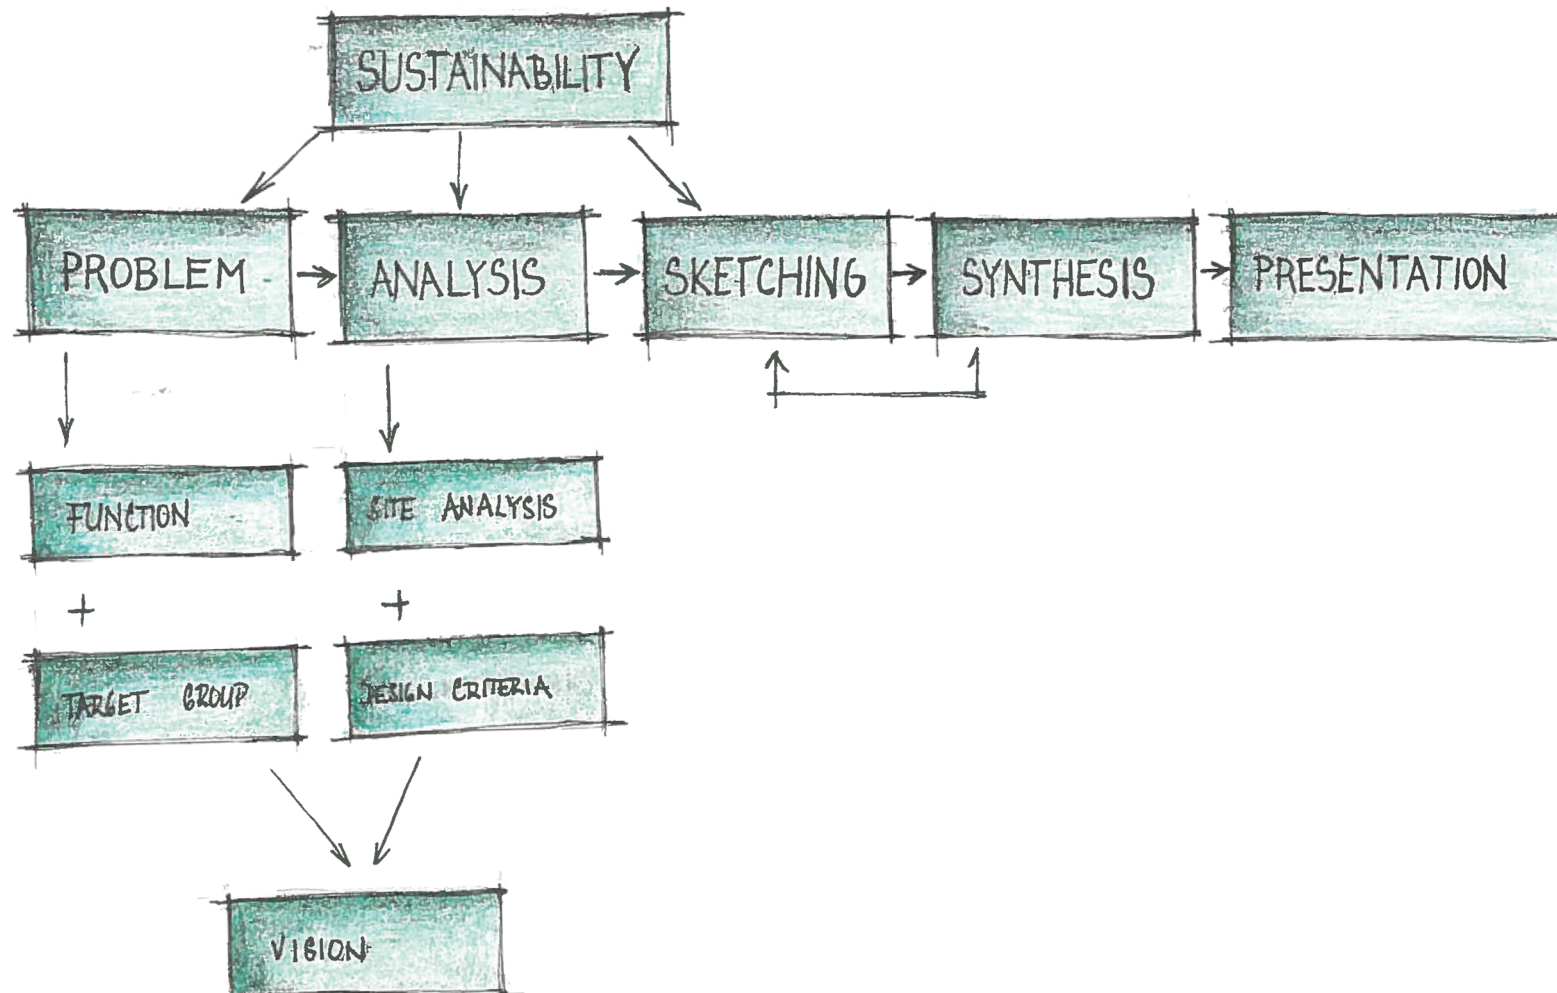 SUSTAINABILITY
PROBLEM
ANALYSIS
SKETCHING
SYNTHESIS
PRESENTATION
FUNCTION
SITE ANALYSIS
+
+
TARGET GROUP
DESIGN CRITERIA
VISION